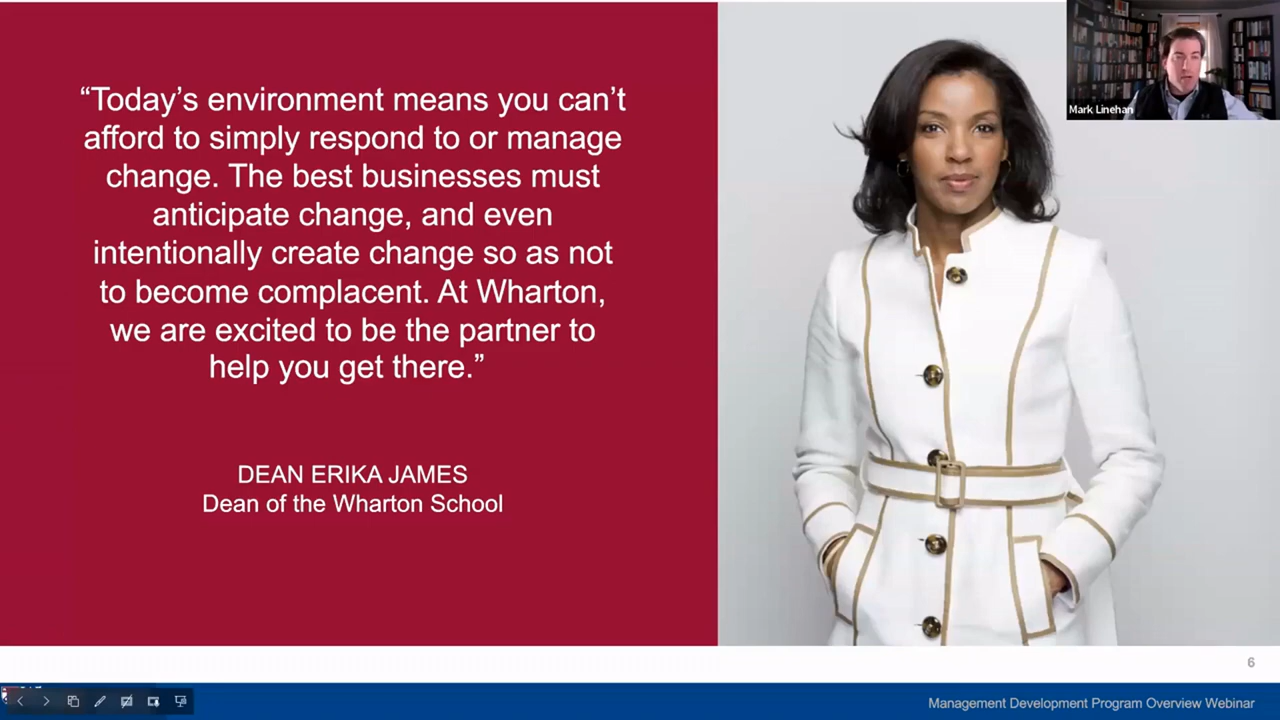 “Today’s environment means you can’t
afford to simply respond to or manage
change. The best businesses must
anticipate change, and even
intentionally create change so as not
to become complacent. At Wharton,
we are excited to be the partner to
help you get there.”
DEAN ERIKA JAMES
Dean of the Wharton School
Mark Linehan
6
Management Development Program Overview Webinar